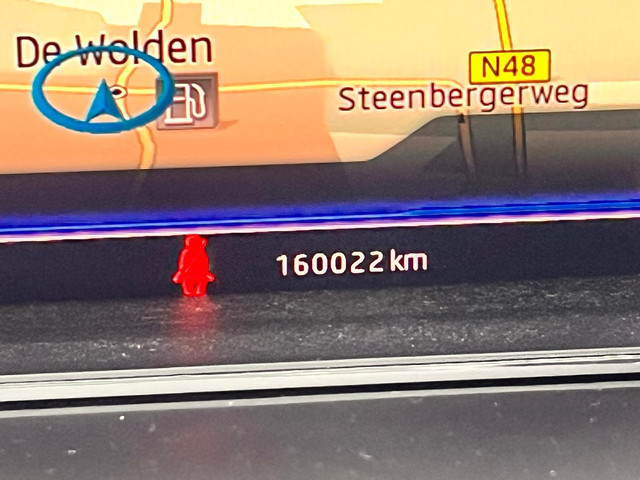 De Wolden
N48
Steenbergerweg
160022 km